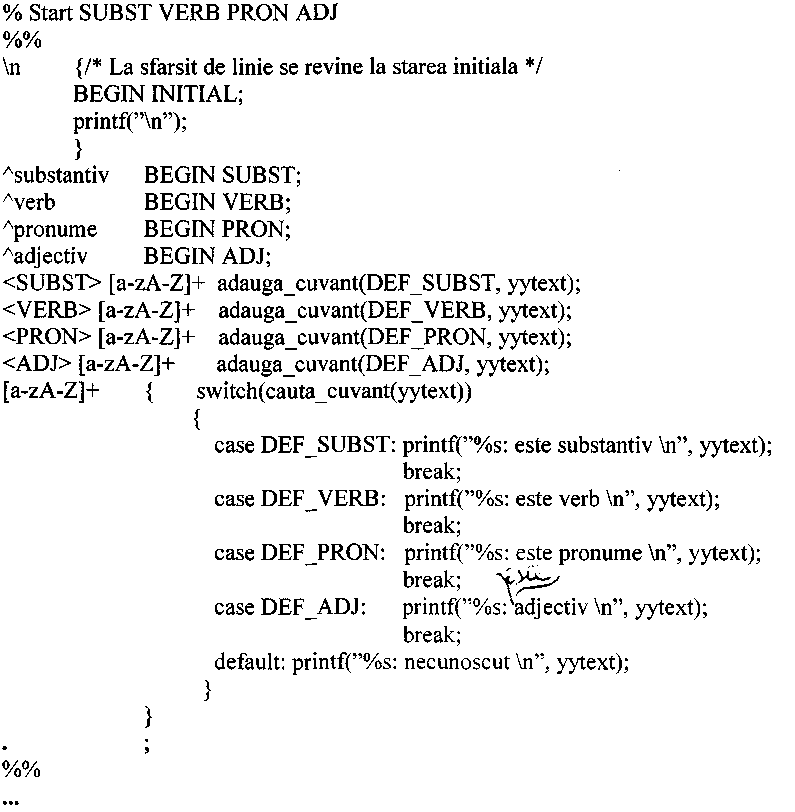 % Start SUBST VERB PRON ADJ
%%
\n {/* La sfarsit de linie se revine la starea initiala */
BEGIN INITIAL;
printf("\n");
}
^substantiv BEGIN SUBST;
^verb BEGIN VERB;
^pronume BEGIN PRON;
^adjectiv BEGIN ADJ;
<SUBST> [a-zA-Z]+ adauga_cuvant(DEF_SUBST, yytext);
<VERB> [a-zA-Z]+ adauga_cuvant(DEF_VERB, yytext);
<PRON> [a-zA-Z]+ adauga_cuvant(DEF_PRON, yytext);
<ADJ> [a-zA-Z]+ adauga_cuvant(DEF_ADJ, yytext);
[a-zA-Z]+ { switch(cauta_cuvant(yytext))
{
case DEF_SUBST: printf(”%s: este substantiv \n”, yytext);
break;
case DEF_VERB: printf(”%s: este verb \n”, yytext);
break;
case DEF_PRON: printf(”%s: este pronume \n”, yytext);
break;
este
case DEF_ADJ: printf(”%s: adjectiv \n”, yytext);
break;
default: printf(”%s: necunoscut \n”, yytext);
}
}
. ;
%%
...